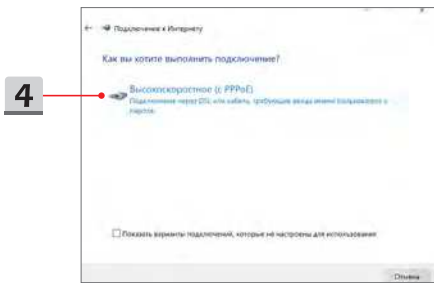 Подключение к Интернету
Как вы хотите выполнить подключение?
4
Высокоскоростное (с PPPoE)
Подключение через DSL или кабель, требующее ввода имени пользователя и
пароля.
Показать варианты подключений, которые не настроены для использования
Отмена